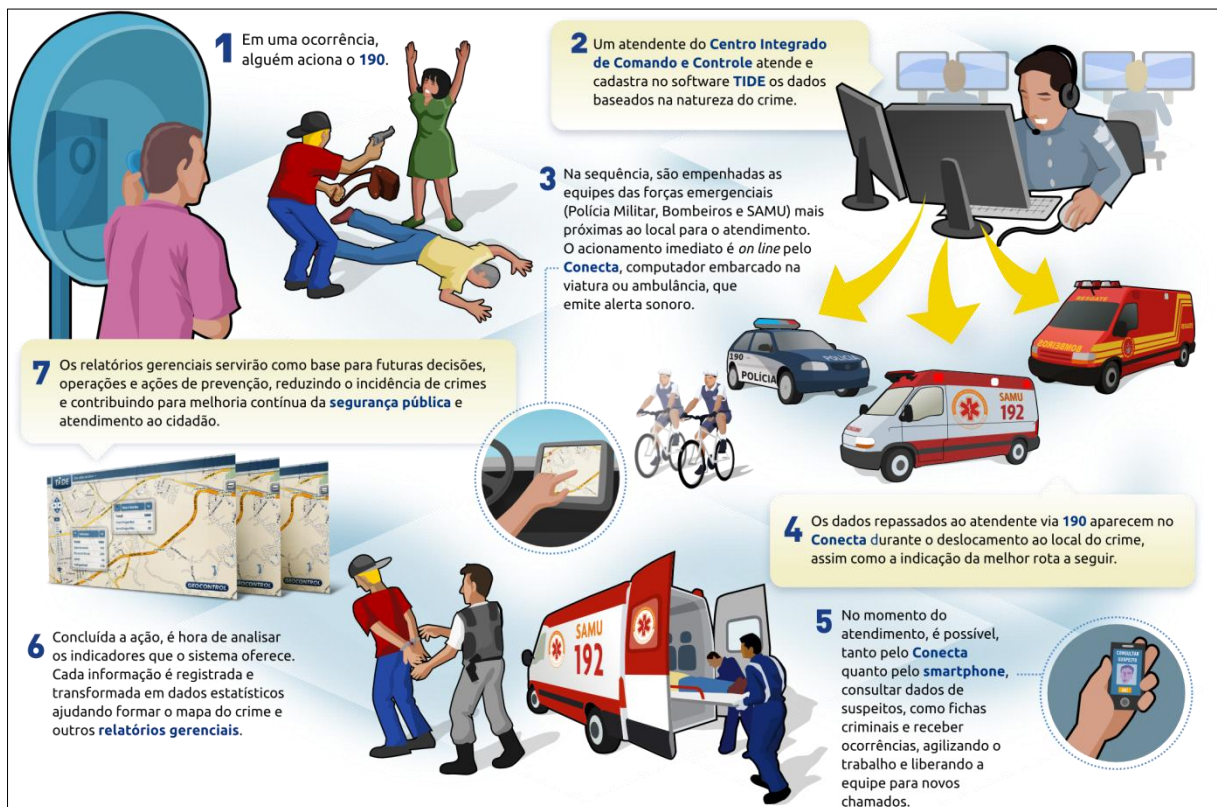 1 Em uma ocorrência,
alguém aciona o 190.
2 Um atendente do Centro Integrado
de Comando e Controle atende e
cadastra no software TIDE os dados
baseados na natureza do crime.
3 Na sequência, são empenhadas as
equipes das forças emergenciais
(Polícia Militar, Bombeiros e SAMU) mais
próximas ao local para o atendimento.
O acionamento imediato é on line pelo
Conecta, computador embarcado na
viatura ou ambulância, que
emite alerta sonoro.
190
POLÍCIA
POLÍCIA
RESGATE
RESGATE
BOMBEIROS
SAMU
192
4 Os dados repassados ao atendente via 190 aparecem no
Conecta durante o deslocamento ao local do crime,
assim como a indicação da melhor rota a seguir.
5 No momento do
atendimento, é possível,
tanto pelo Conecta
quanto pelo smartphone,
consultar dados de
suspeitos, como fichas
criminais e receber
ocorrências, agilizando o
trabalho e liberando a
equipe para novos
chamados.
CONSULTAR
SUSPEITO
SAMU
192
6 Concluída a ação, é hora de analisar
os indicadores que o sistema oferece.
Cada informação é registrada e
transformada em dados estatísticos
ajudando formar o mapa do crime e
outros relatórios gerenciais.
7 Os relatórios gerenciais servirão como base para futuras decisões,
operações e ações de prevenção, reduzindo o incidência de crimes
e contribuindo para melhoria contínua da segurança pública e
atendimento ao cidadão.
TIDE
GEOCONTROL
GEOCONTROL
GEOCONTROL